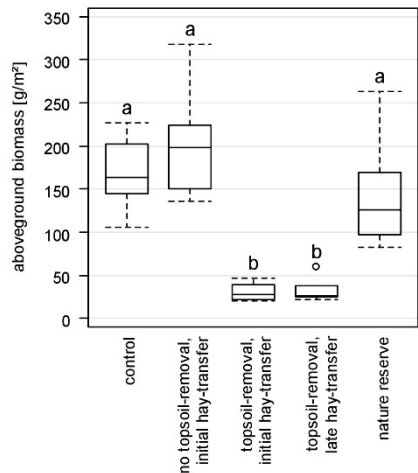 aboveground biomass [g/m²]
350
300
250
200
150
100
50
0
a
a
b
b
a
control
no topsoil-removal,
initial hay-transfer
topsoil-removal,
initial hay-transfer
topsoil-removal,
late hay-transfer
nature reserve